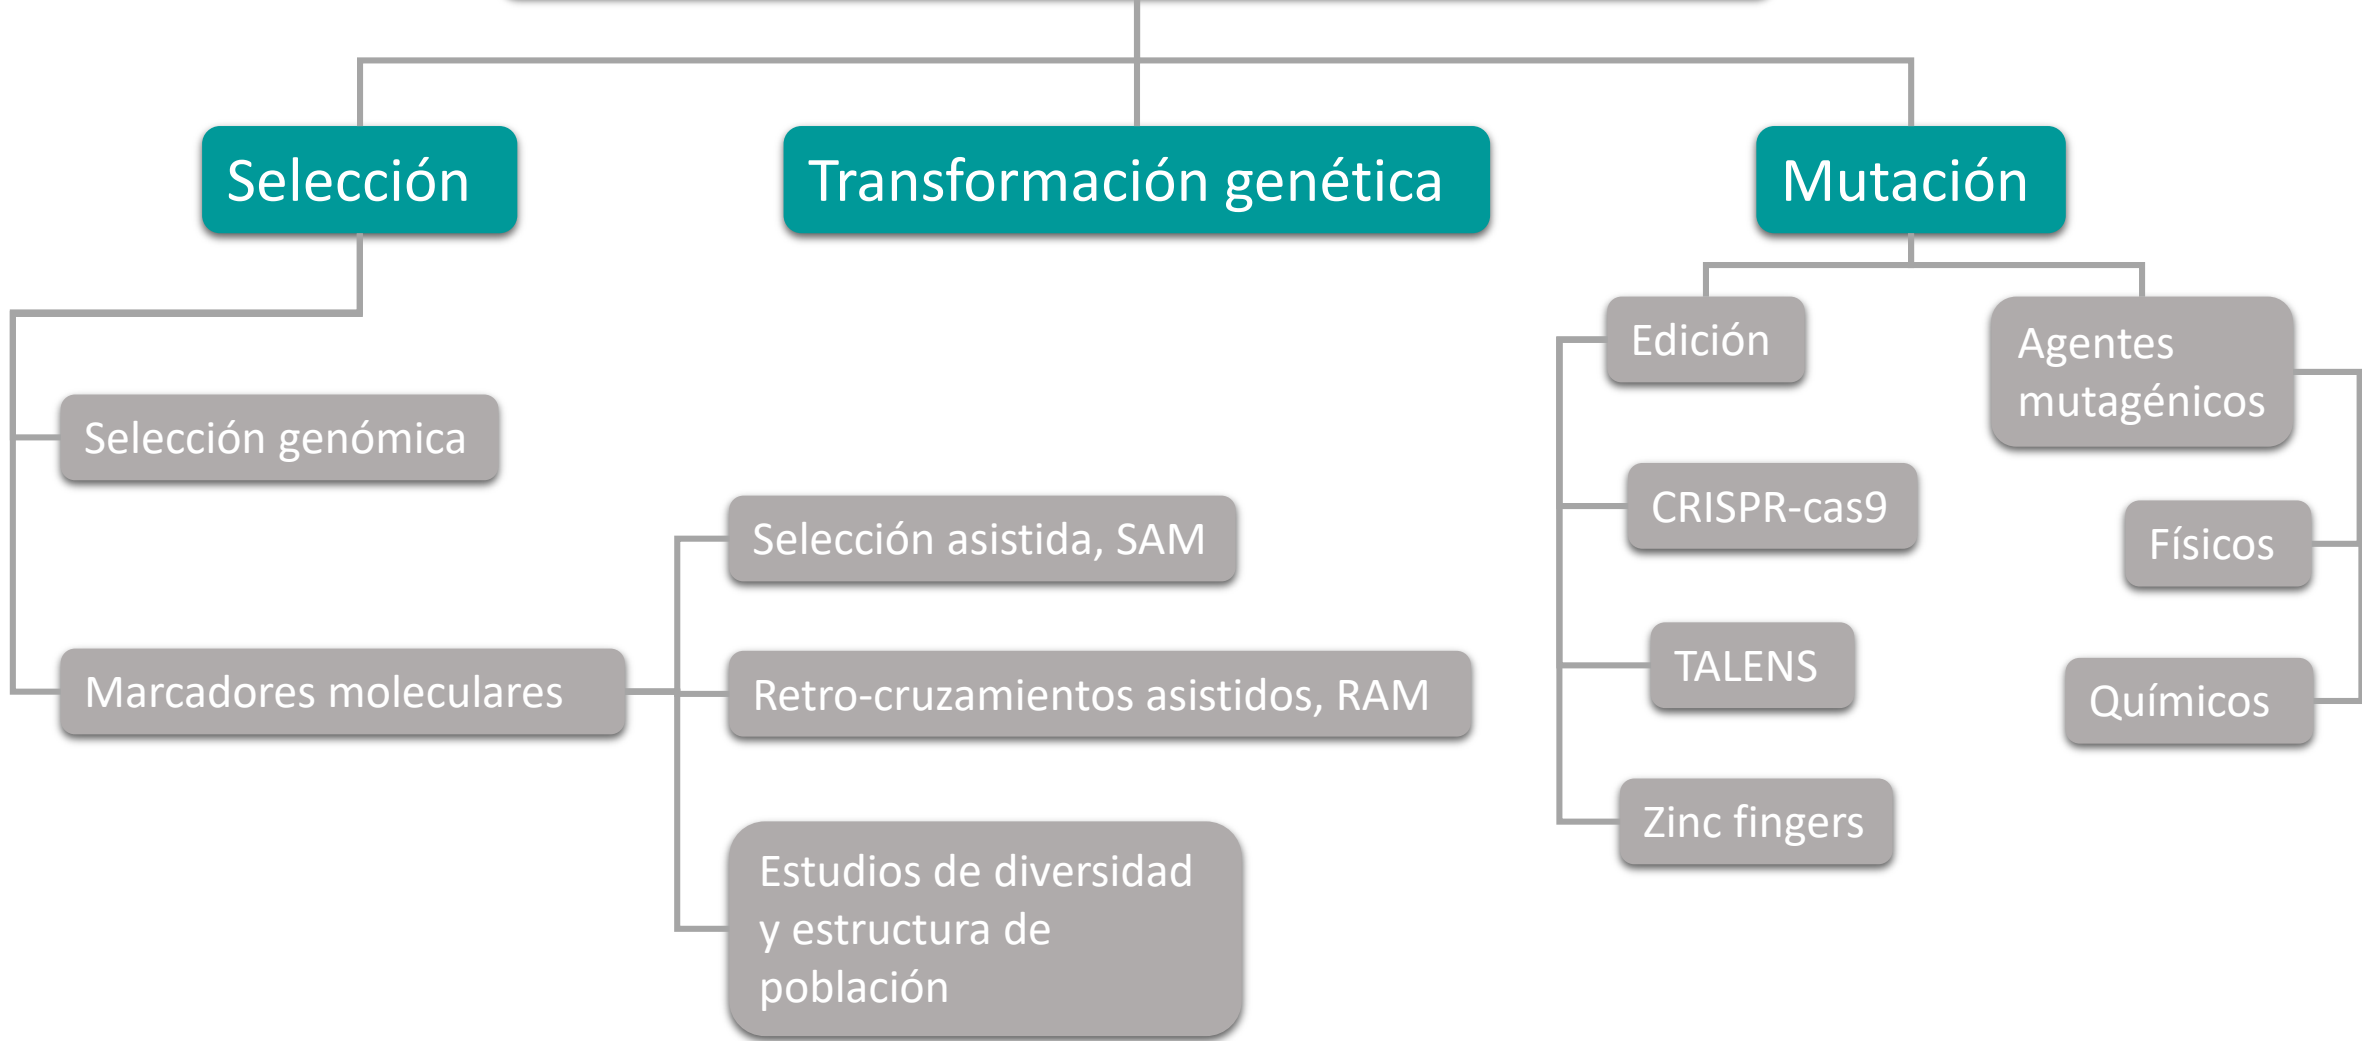 Selección
Transformación genética
Mutación
Edición
Agentes
mutagénicos
Selección genómica
CRISPR-cas9
Selección asistida, SAM
Físicos
TALENS
Marcadores moleculares
Retro-cruzamientos asistidos, RAM
Químicos
Zinc fingers
Estudios de diversidad
y estructura de
población